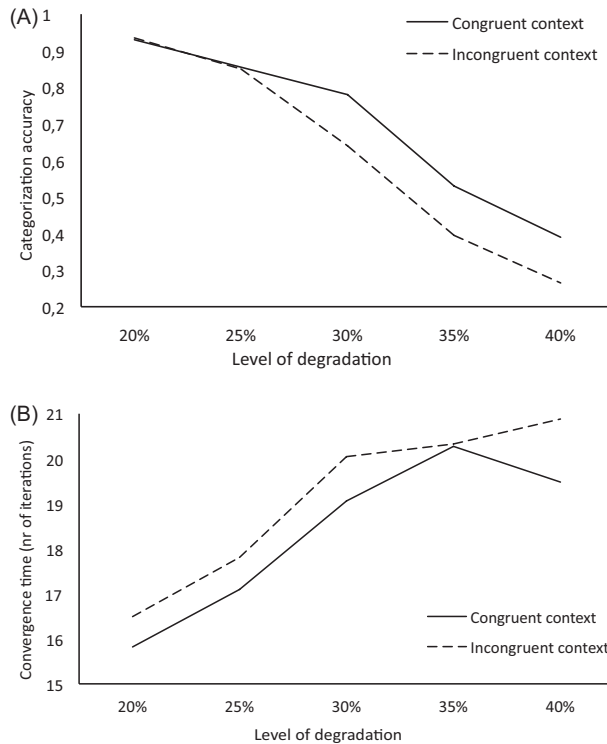 (A)
1
0,9
0,8
0,7
0,6
0,5
0,4
0,3
0,2
Categorization accuracy
Congruent context
Incongruent context
20% 25% 30% 35% 40%
Level of degradation
(B)
21
20
19
18
17
16
15
Convergence time (nr of iterations)
Congruent context
Incongruent context
20% 25% 30% 35% 40%
Level of degradation